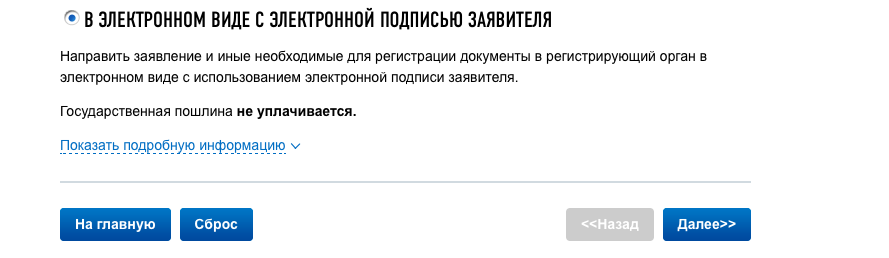 В ЭЛЕКТРОННОМ ВИДЕ С ЭЛЕКТРОННОЙ ПОДПИСЬЮ ЗАЯВИТЕЛЯ
Направить заявление и иные необходимые для регистрации документы в регистрирующий орган в
электронном виде с использованием электронной подписи заявителя.
Государственная пошлина не уплачивается.
Показать подробную информацию
На главную Сброс <<Назад Далее>>